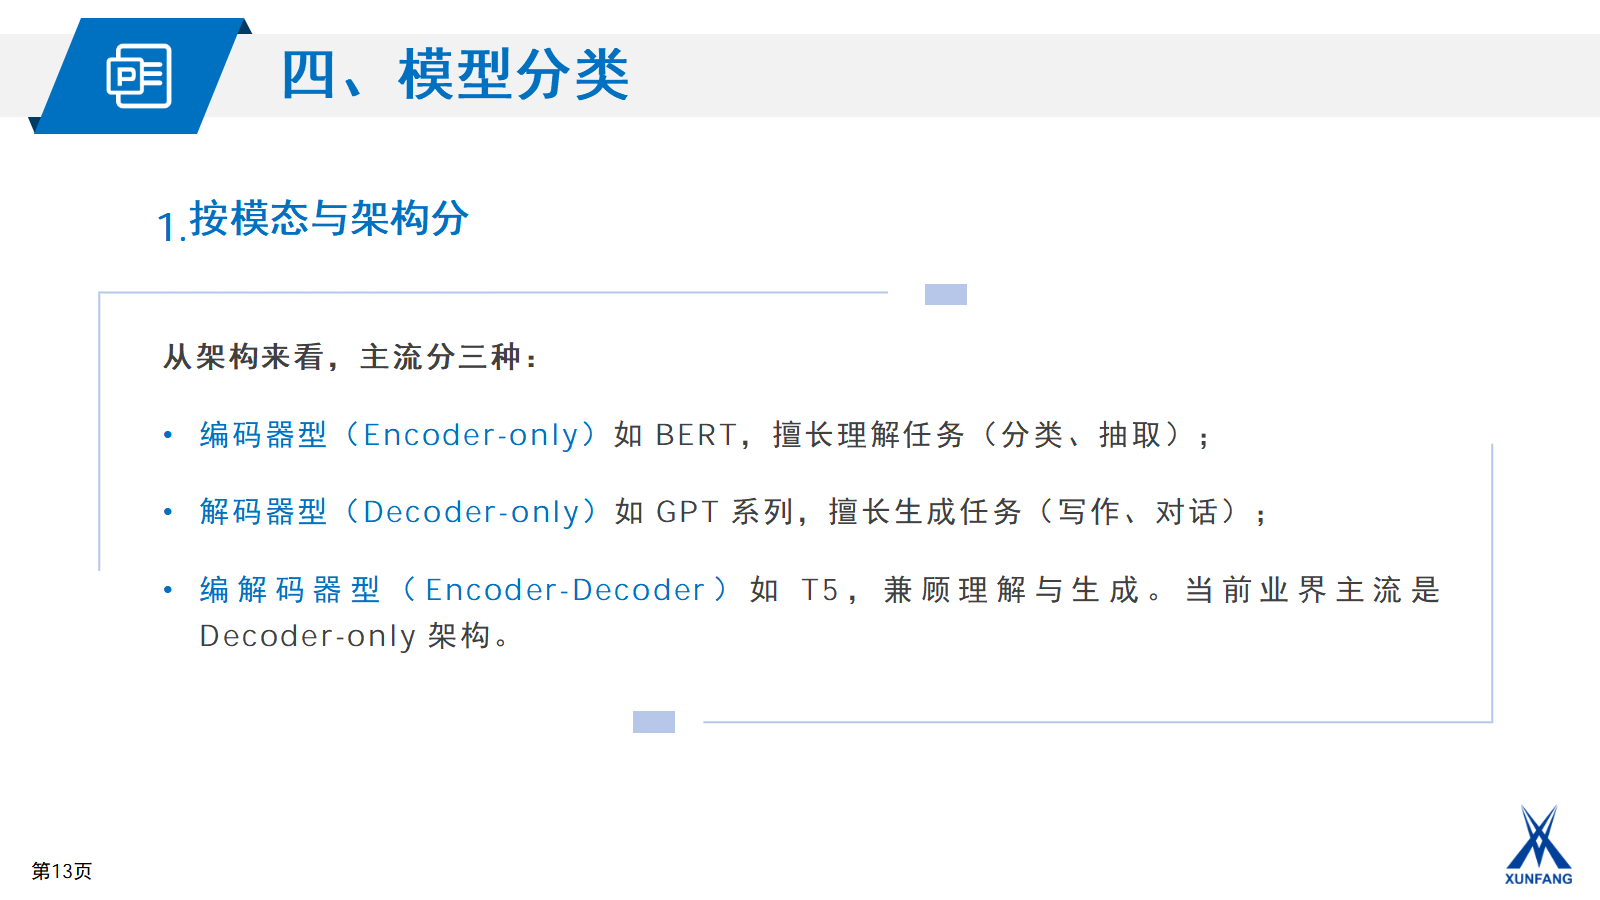 四、模型分类
1.按模态与架构分
从架构来看，主流分三种：
• 编码器型（Encoder-only）如 BERT，擅长理解任务（分类、抽取）；
• 解码器型（Decoder-only）如 GPT 系列，擅长生成任务（写作、对话）；
• 编解码器型（Encoder-Decoder）如 T5，兼顾理解与生成。当前业界主流是
Decoder-only 架构。
第13页
XUNFANG